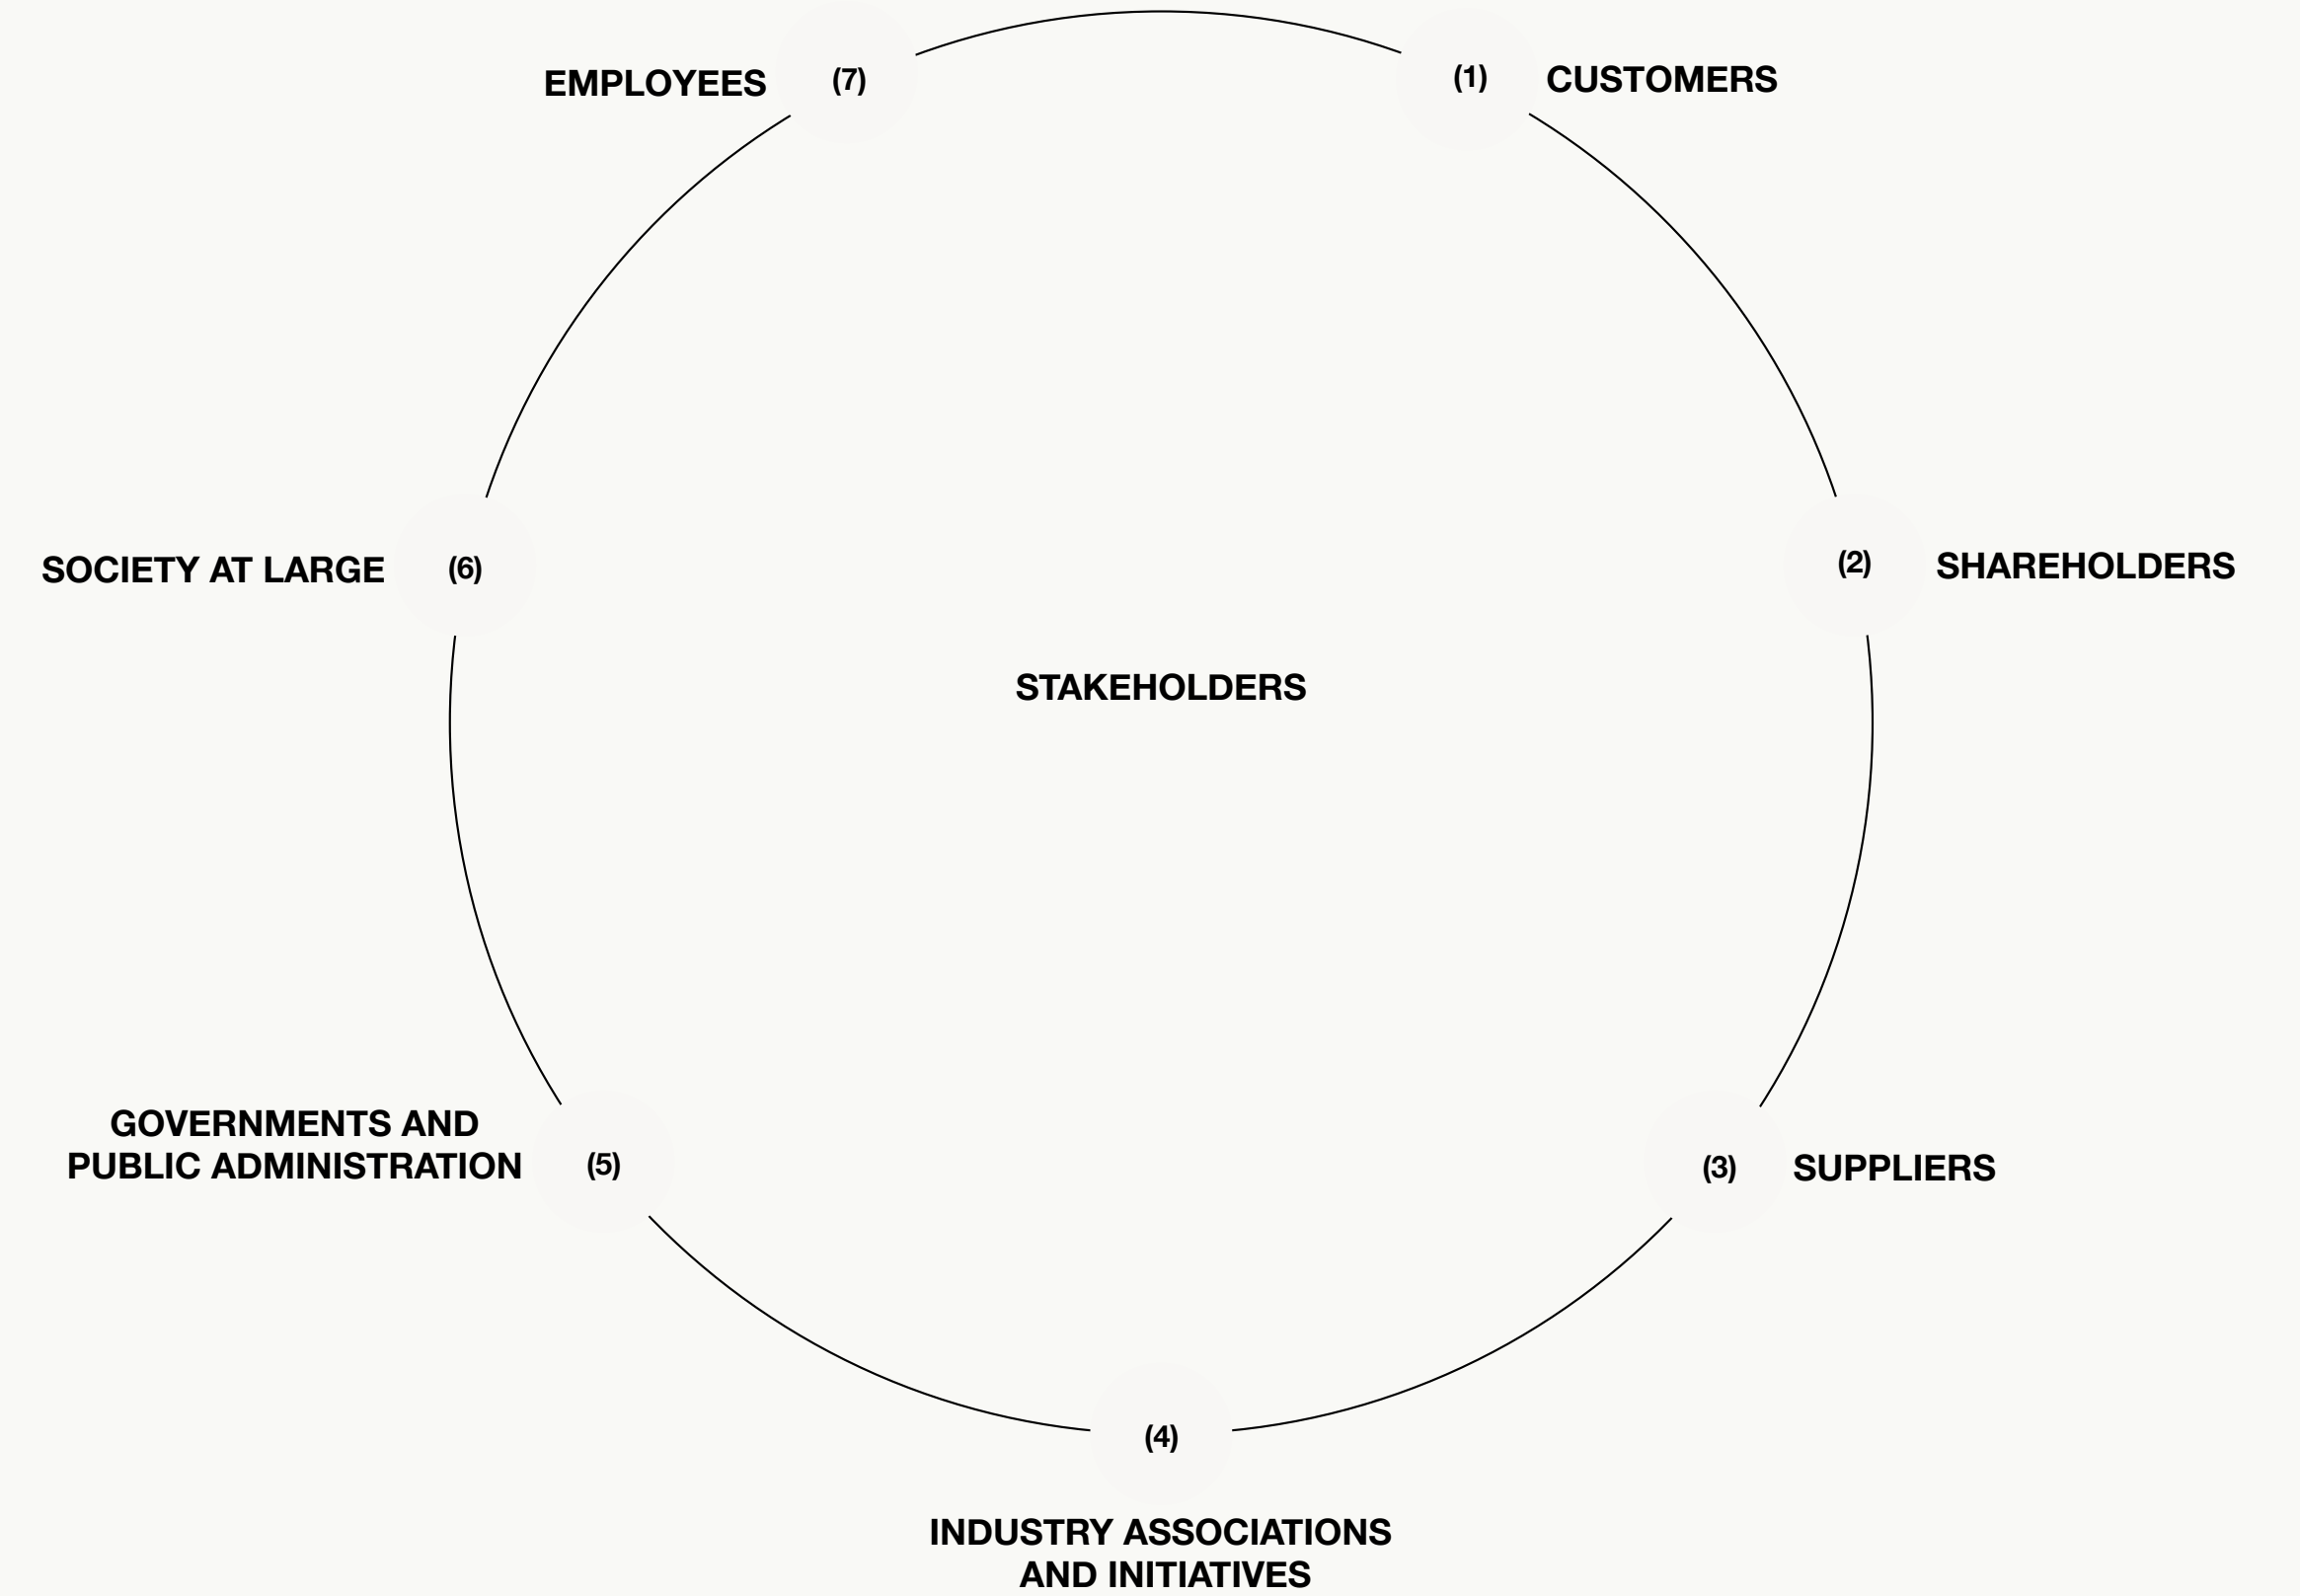 EMPLOYEES (7)
(1) CUSTOMERS
SOCIETY AT LARGE (6)
(2) SHAREHOLDERS
STAKEHOLDERS
GOVERNMENTS AND
PUBLIC ADMINISTRATION (5)
(3) SUPPLIERS
(4)
INDUSTRY ASSOCIATIONS
AND INITIATIVES